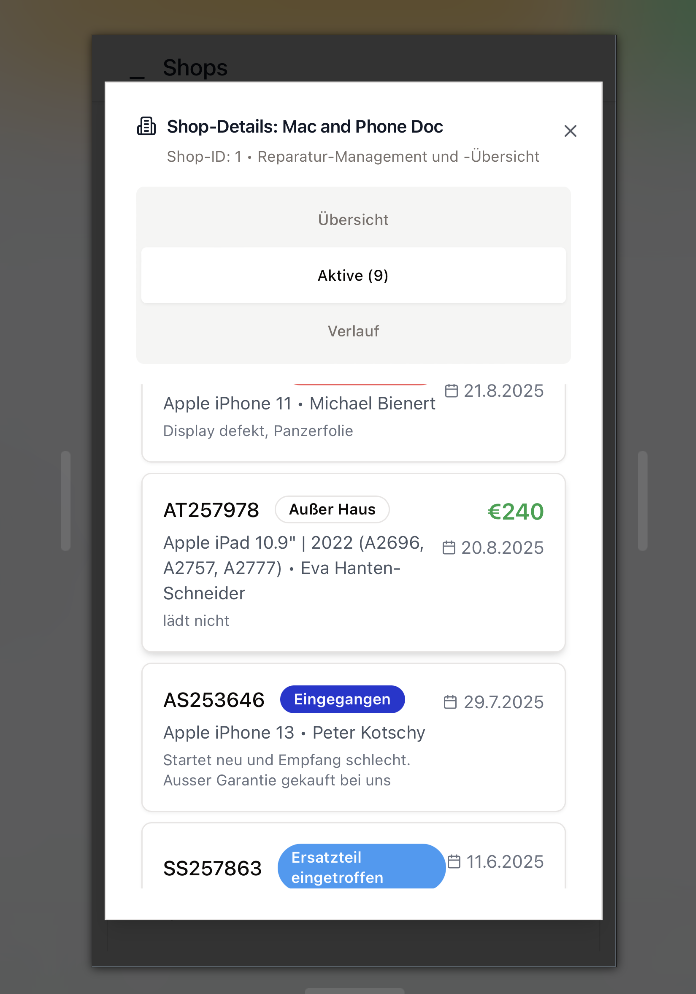 Shops
Shop-Details: Mac and Phone Doc
Shop-ID: 1 • Reparatur-Management und -Übersicht
Übersicht
Aktive (9)
Verlauf
21.8.2025
Apple iPhone 11 • Michael Bienert
Display defekt, Panzerfolie
AT257978 Außer Haus €240
Apple iPad 10.9" | 2022 (A2696, 20.8.2025
A2757, A2777) • Eva Hanten-
Schneider
lädt nicht
AS253646 Eingegangen 29.7.2025
Apple iPhone 13 • Peter Kotschy
Startet neu und Empfang schlecht.
Ausser Garantie gekauft bei uns
SS257863 Ersatzteil 11.6.2025
eingetroffen